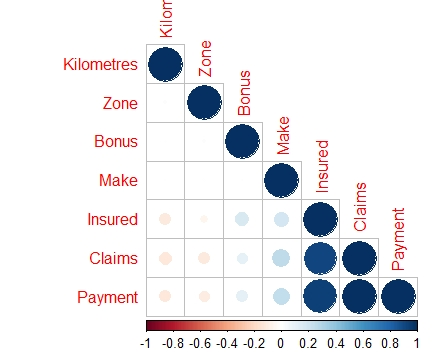 Kilom
Zone
Bonus
Make
Insured
Claims
Payment
Kilometres
Zone
Bonus
Make
Insured
Claims
Payment
-1 -0.8 -0.6 -0.4 -0.2 0 0.2 0.4 0.6 0.8 1